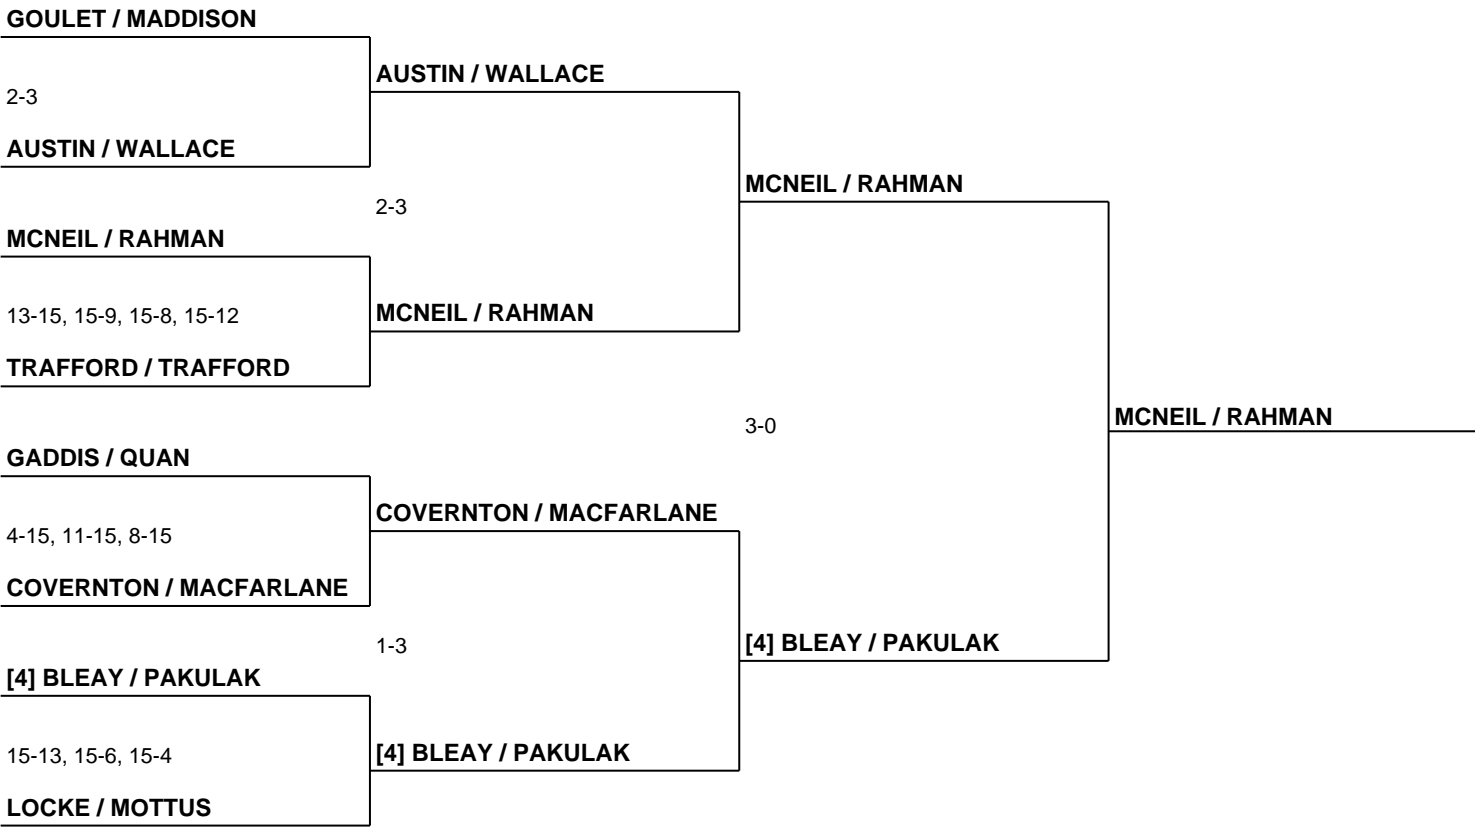 GOULET / MADDISON
AUSTIN / WALLACE
2-3
AUSTIN / WALLACE
MCNEIL / RAHMAN
2-3
MCNEIL / RAHMAN
MCNEIL / RAHMAN
13-15, 15-9, 15-8, 15-12
TRAFFORD / TRAFFORD
MCNEIL / RAHMAN
3-0
GADDIS / QUAN
COVERNTON / MACFARLANE
4-15, 11-15, 8-15
COVERNTON / MACFARLANE
1-3
[4] BLEAY / PAKULAK
[4] BLEAY / PAKULAK
[4] BLEAY / PAKULAK
15-13, 15-6, 15-4
LOCKE / MOTTUS